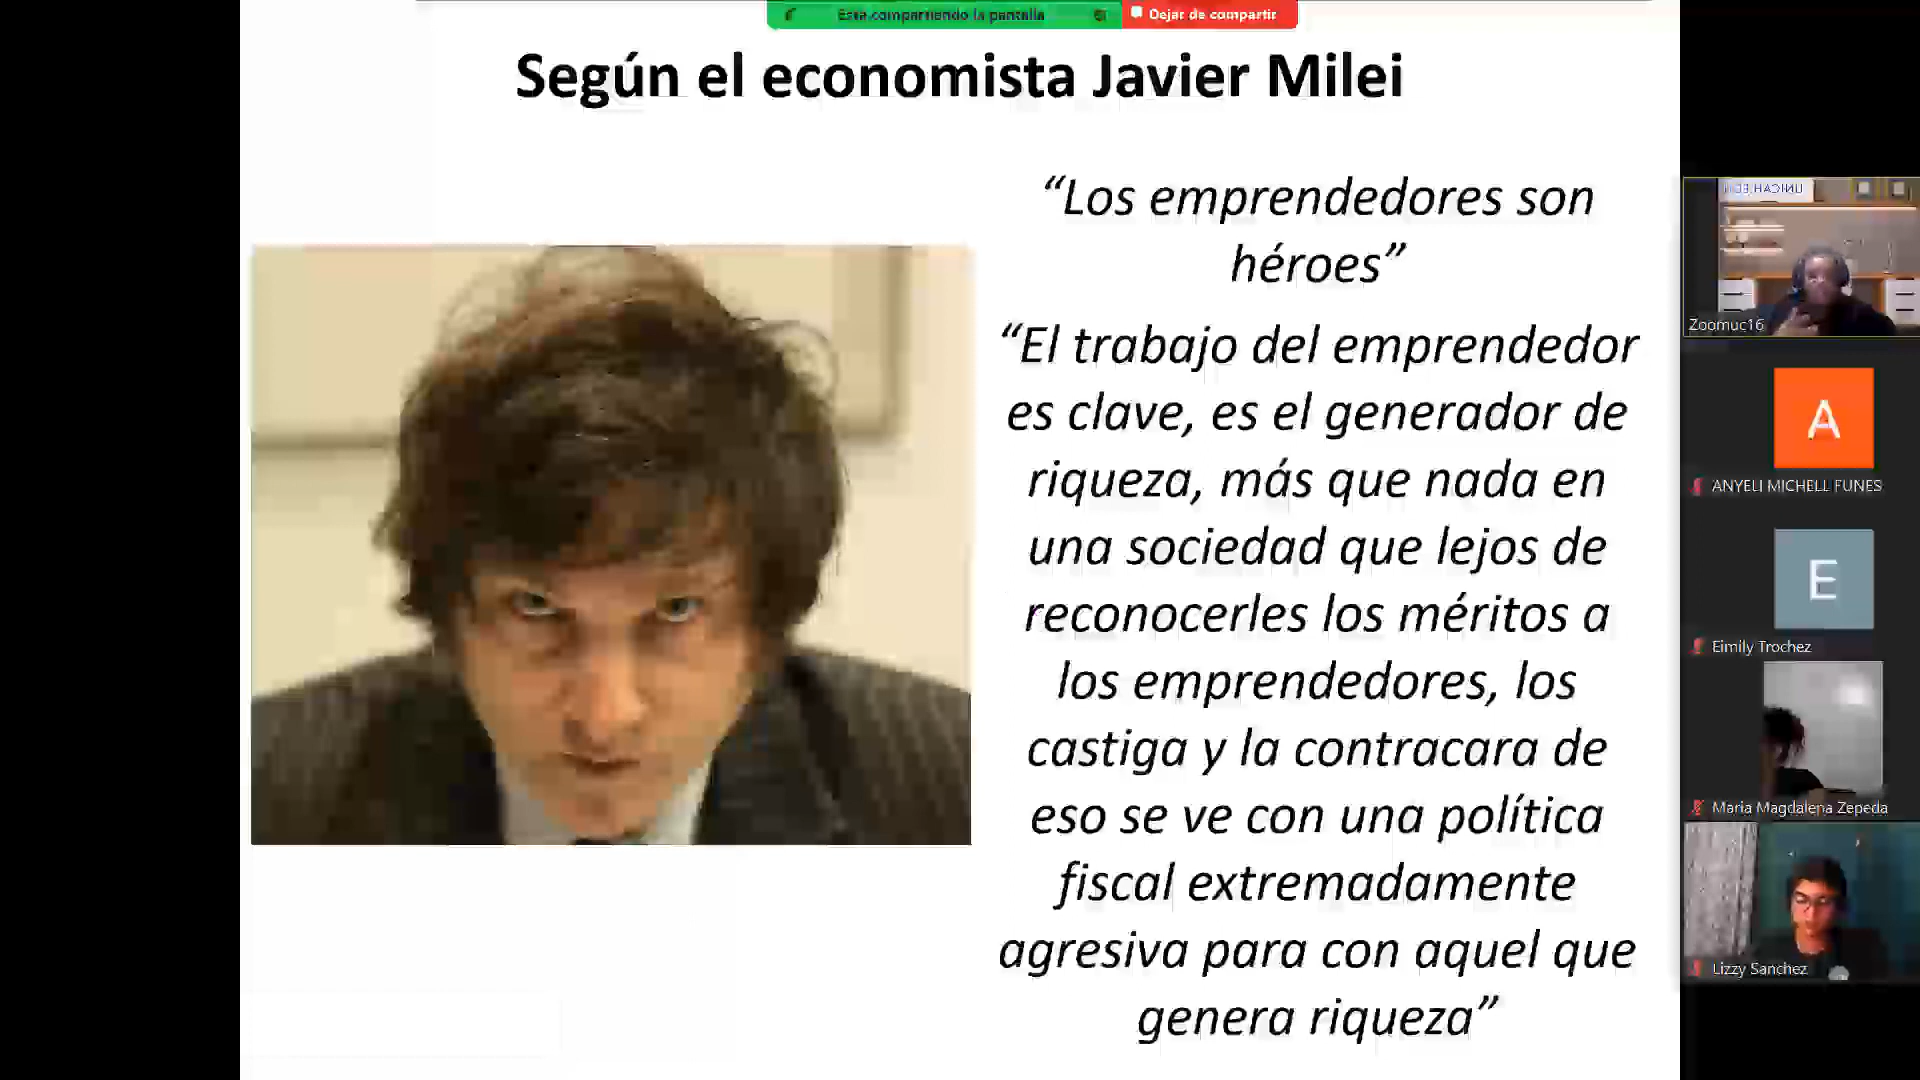 Está compartiendo la pantalla
Dejar de compartir
Según el economista Javier Milei
“Los emprendedores son
héroes”
“El trabajo del emprendedor
es clave, es el generador de
riqueza, más que nada en
una sociedad que lejos de
reconocerles los méritos a
los emprendedores, los
castiga y la contracara de
eso se ve con una política
fiscal extremadamente
agresiva para con aquel que
genera riqueza”
Zoomuc16
A
ANYELI MICHELL FUNES
E
Eimily Trochez
Maria Magdalena Zepeda
Lizzy Sanchez